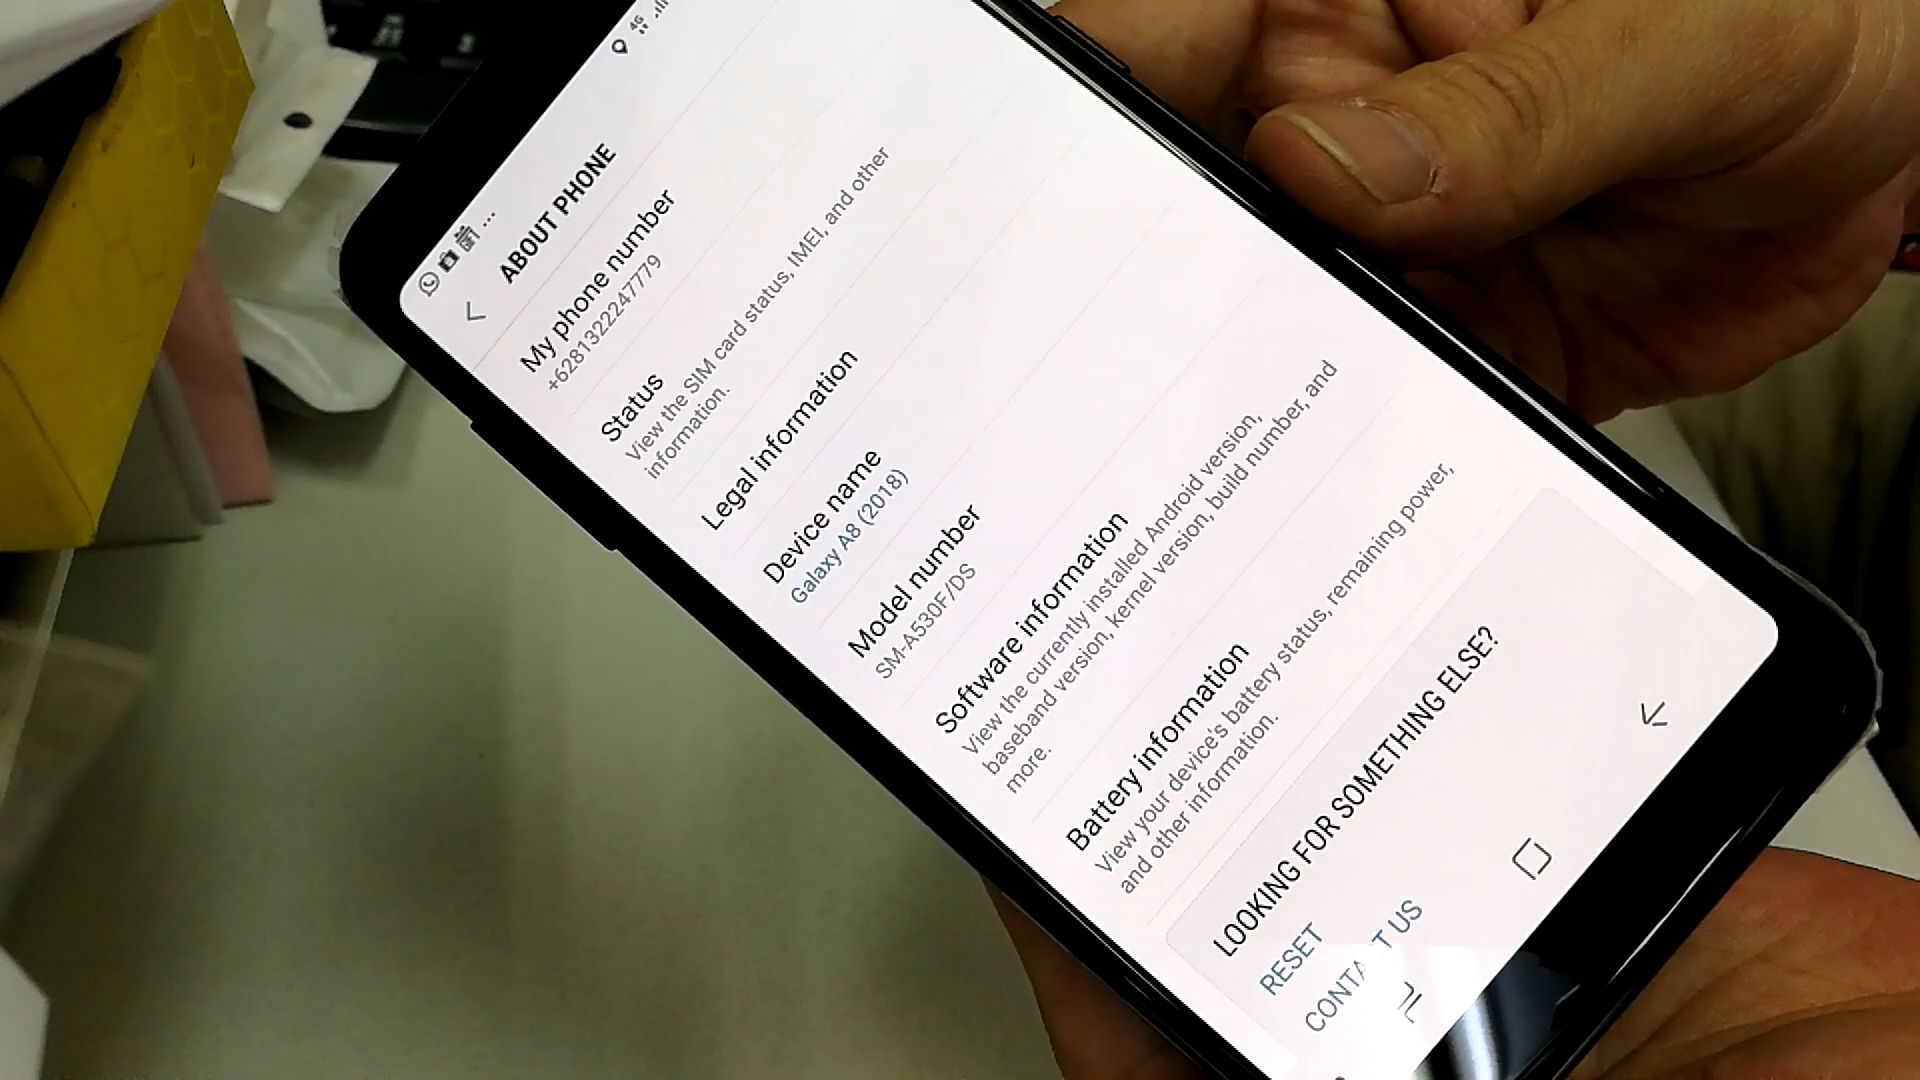 4G
ABOUT PHONE
My phone number
+6281322247779
Status
View the SIM card status, IMEI, and other
information.
Legal information
Device name
Galaxy A8 (2018)
Model number
SM-A530F/DS
Software information
View the currently installed Android version,
baseband version, kernel version, build number, and
more.
Battery information
View your device's battery status, remaining power,
and other information.
LOOKING FOR SOMETHING ELSE?
RESET
CONTACT US